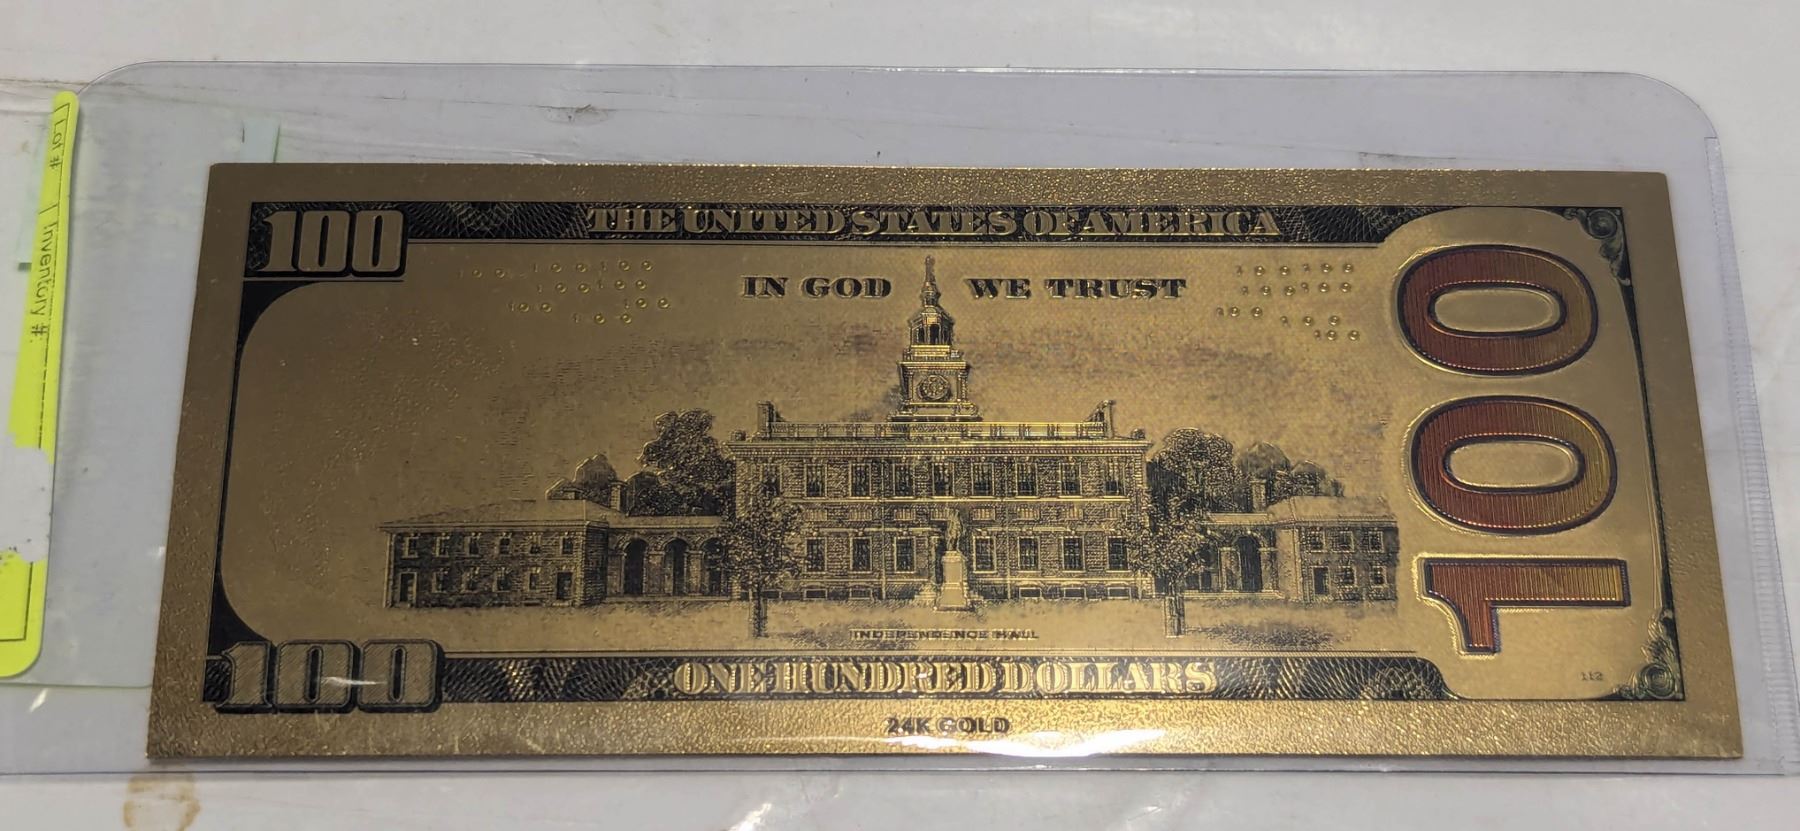 Lot #
Inventory #:
100
THE UNITED STATES OF AMERICA
IN GOD WE TRUST
100
INDEPENDENCE HALL
100
ONE HUNDRED DOLLARS
112
24K GOLD